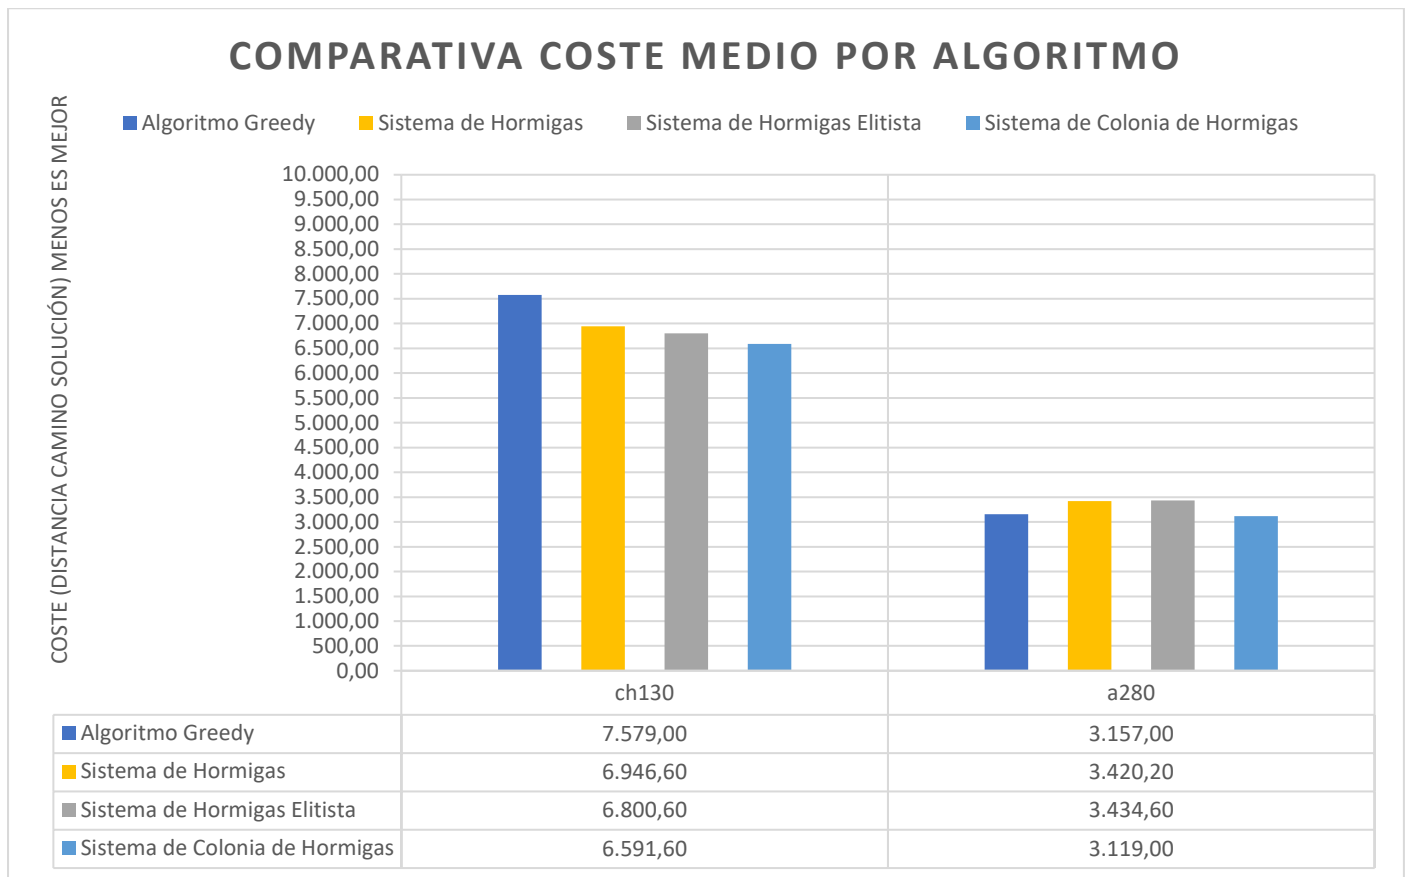 COMPARATIVA COSTE MEDIO POR ALGORITMO
COSTE (DISTANCIA CAMINO SOLUCIÓN) MENOS ES MEJOR
Algoritmo Greedy Sistema de Hormigas Sistema de Hormigas Elitista Sistema de Colonia de Hormigas
10.000,00
9.500,00
9.000,00
8.500,00
8.000,00
7.500,00
7.000,00
6.500,00
6.000,00
5.500,00
5.000,00
4.500,00
4.000,00
3.500,00
3.000,00
2.500,00
2.000,00
1.500,00
1.000,00
500,00
0,00
ch130 a280
Algoritmo Greedy 7.579,00 3.157,00
Sistema de Hormigas 6.946,60 3.420,20
Sistema de Hormigas Elitista 6.800,60 3.434,60
Sistema de Colonia de Hormigas 6.591,60 3.119,00